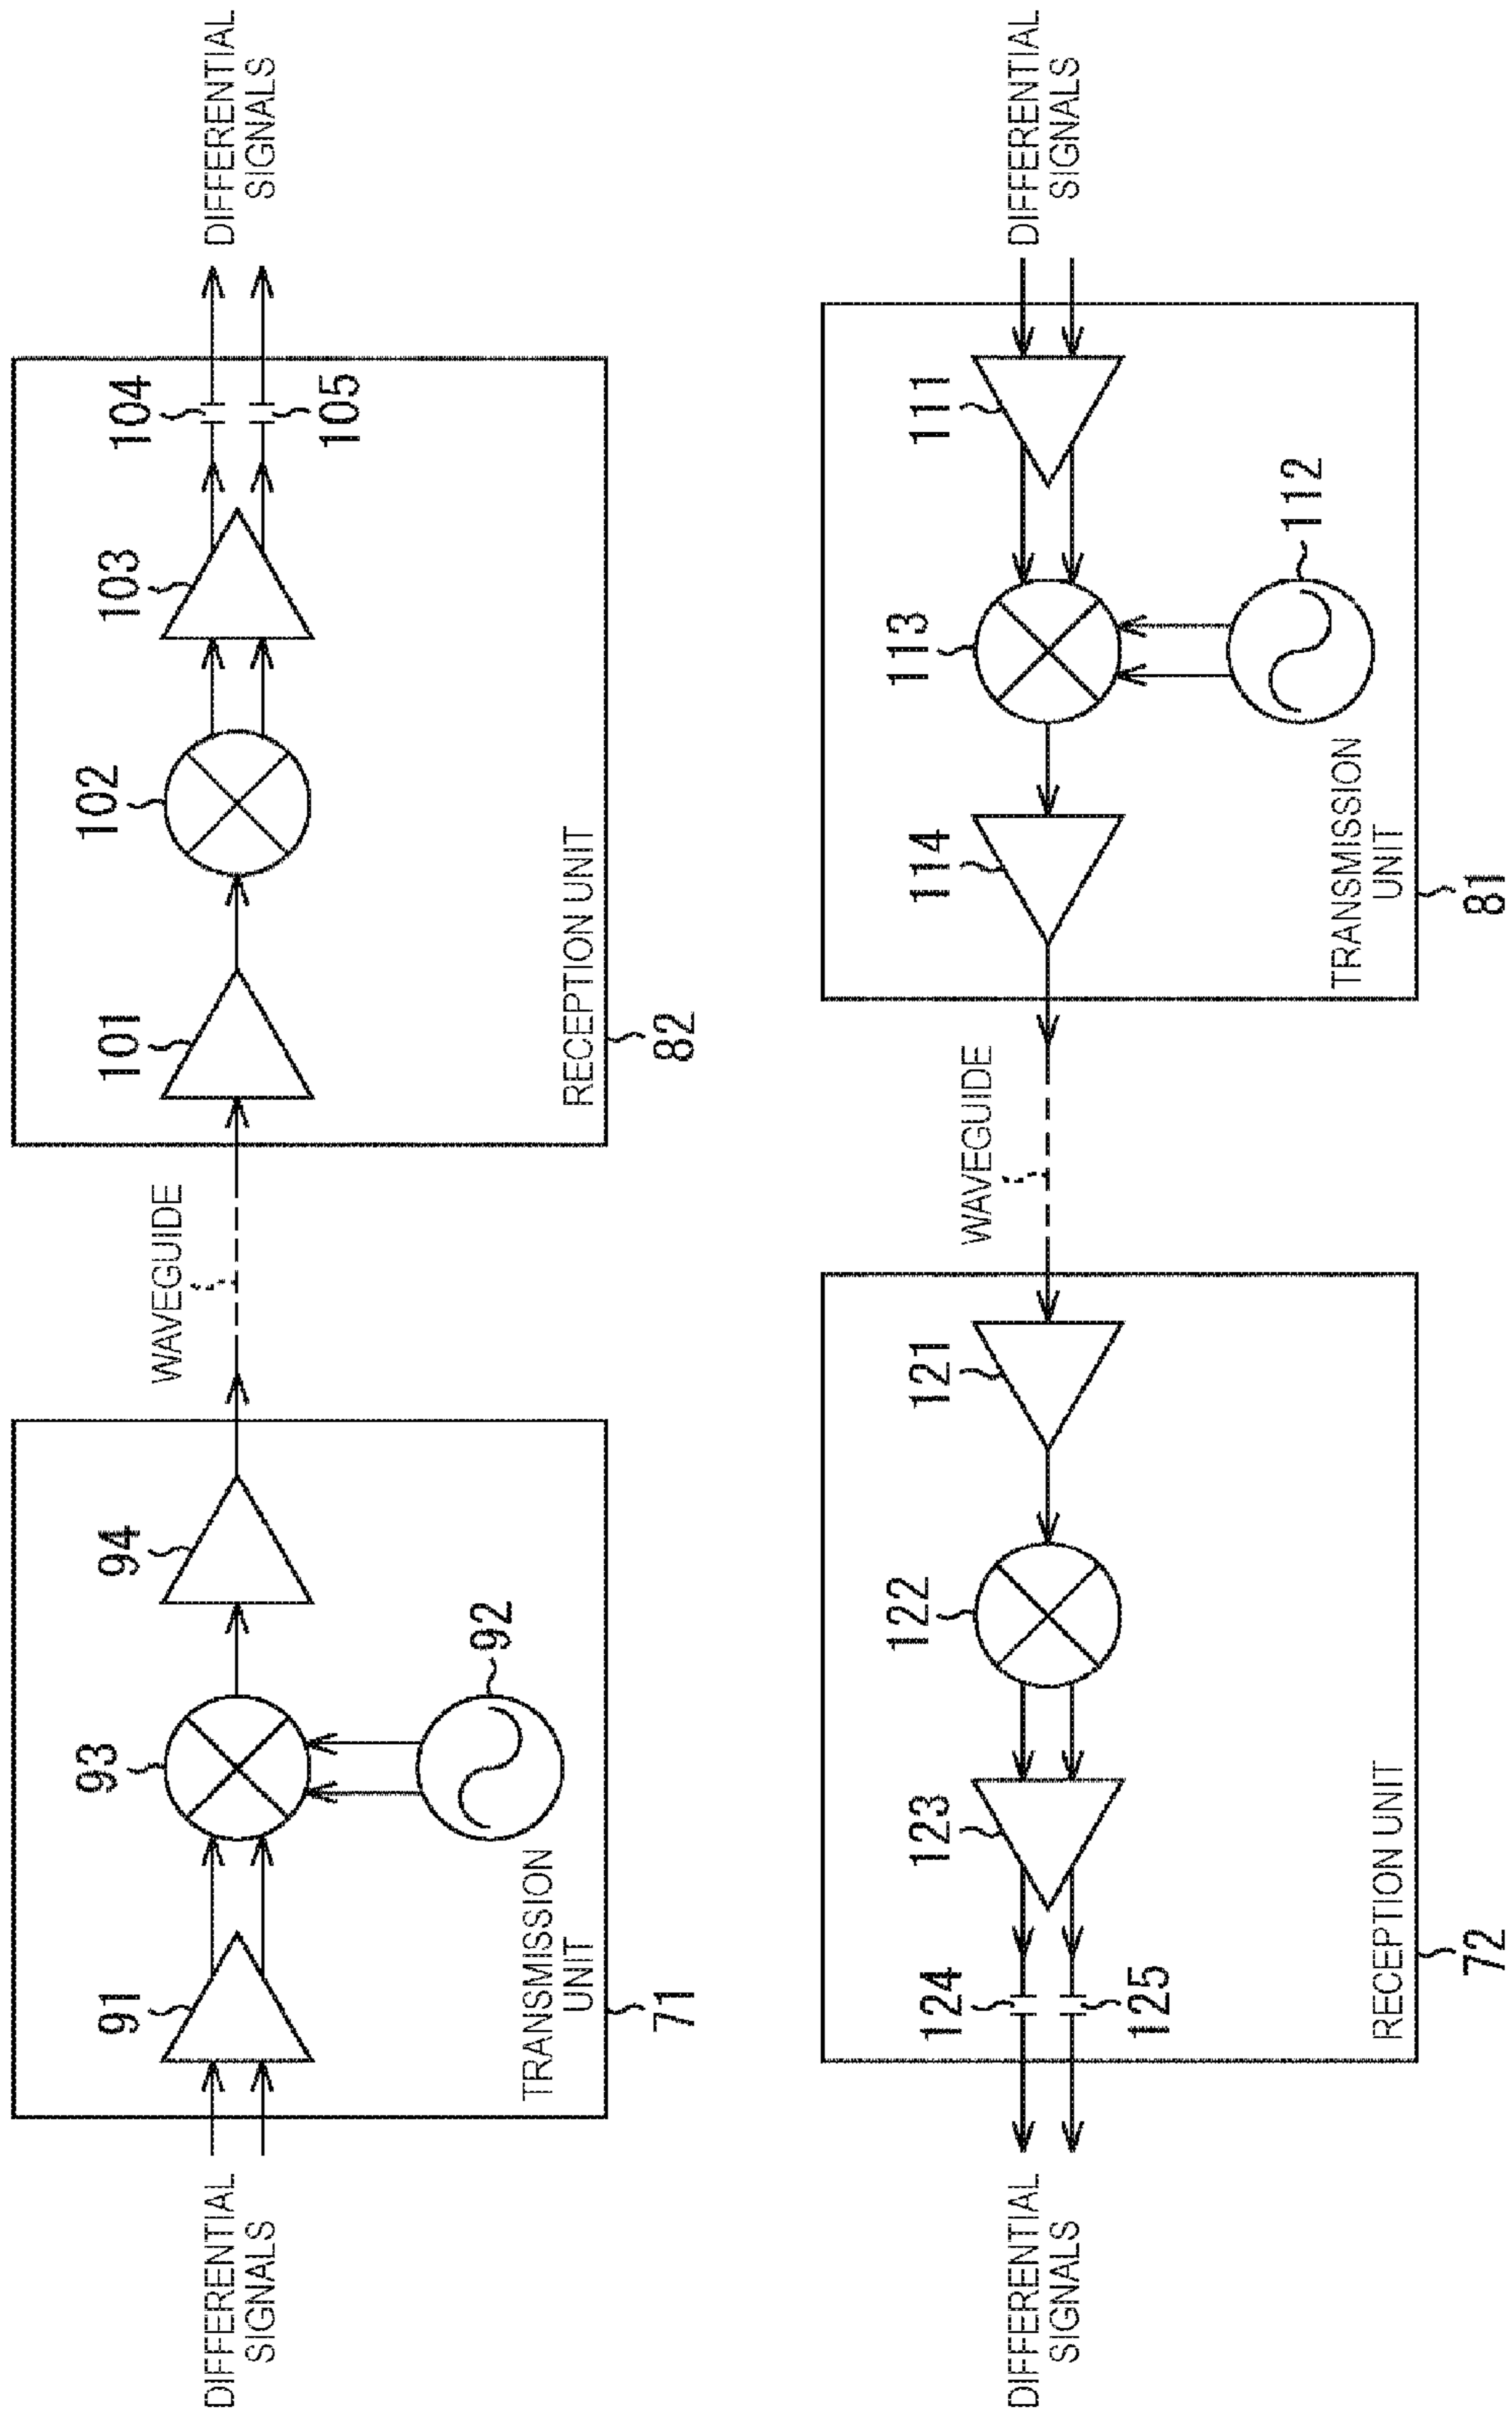 DIFFERENTIAL
SIGNALS
91
93
92
94
TRANSMISSION
UNIT
71
WAVEGUIDE
101
102
103
104
105
RECEPTION UNIT
82
DIFFERENTIAL
SIGNALS
DIFFERENTIAL
SIGNALS
124
125
123
122
121
RECEPTION UNIT
72
WAVEGUIDE
114
113
112
111
TRANSMISSION
UNIT
81
DIFFERENTIAL
SIGNALS